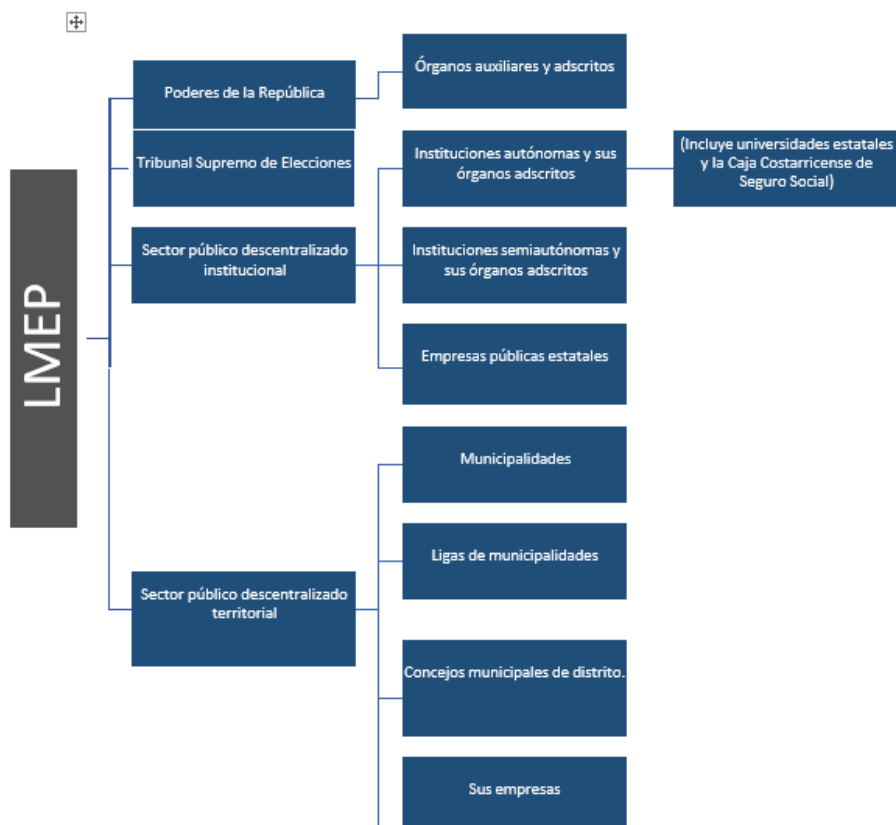 LMEP
Poderes de la República
Órganos auxiliares y adscritos
Tribunal Supremo de Elecciones
Sector público descentralizado
institucional
Instituciones autónomas y sus
órganos adscritos
(Incluye universidades estatales
y la Caja Costarricense de
Seguro Social)
Instituciones semiautónomas y
sus órganos adscritos
Empresas públicas estatales
Sector público descentralizado
territorial
Municipalidades
Ligas de municipalidades
Concejos municipales de distrito.
Sus empresas